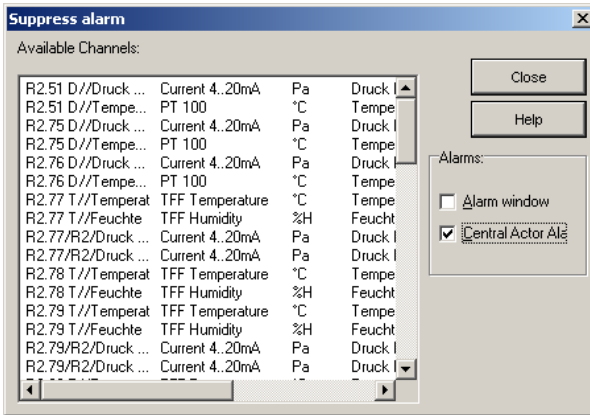 Suppress alarm
Available Channels:
R2.51 D//Druck ... Current 4..20mA Pa Druck
R2.51 D//Tempe... PT 100 °C Tempe
R2.75 D//Druck ... Current 4..20mA Pa Druck
R2.75 D//Tempe... PT 100 °C Tempe
R2.76 D//Druck ... Current 4..20mA Pa Druck
R2.76 D//Tempe... PT 100 °C Tempe
R2.77 T//Temperat TFF Temperature °C Tempe
R2.77 T//Feuchte TFF Humidity %H Feucht
R2.77/R2/Druck ... Current 4..20mA Pa Druck
R2.77/R2/Druck ... Current 4..20mA Pa Druck
R2.78 T//Temperat TFF Temperature °C Tempe
R2.78 T//Feuchte TFF Humidity %H Feucht
R2.79 T//Temperat TFF Temperature °C Tempe
R2.79 T//Feuchte TFF Humidity %H Feucht
R2.79/R2/Druck ... Current 4..20mA Pa Druck
R2.79/R2/Druck ... Current 4..20mA Pa Druck
Close
Help
Alarms:
Alarm window
Central Actor Ala